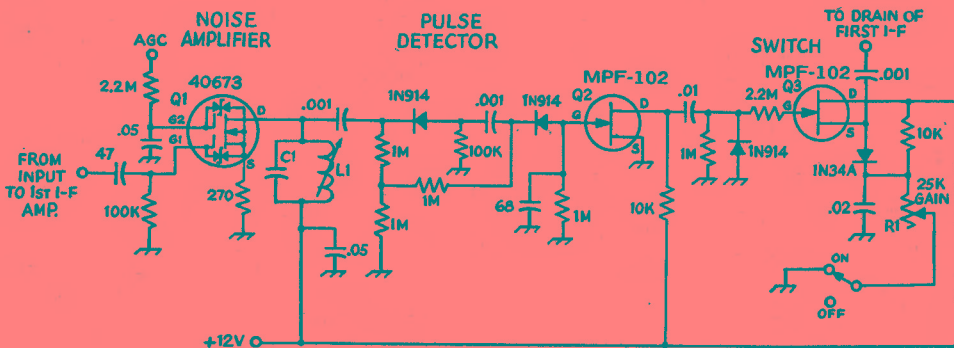 NOISE
AMPLIFIER
PULSE
DETECTOR
SWITCH
TO DRAIN OF
FIRST I-F
AGC
2.2M
40673
Q1
G2
G1
D
S
.05
47
FROM
INPUT
TO 1ST I-F
AMP.
100K
270
C1
L1
.05
.001
1N914
1M
1M
1M
100K
.001
1N914
MPF-102
Q2
G
D
S
68
1M
10K
.01
1M
1N914
2.2M
MPF-102
Q3
G
D
S
.001
1N34A
10K
.02
25K
GAIN
R1
ON
OFF
+12V